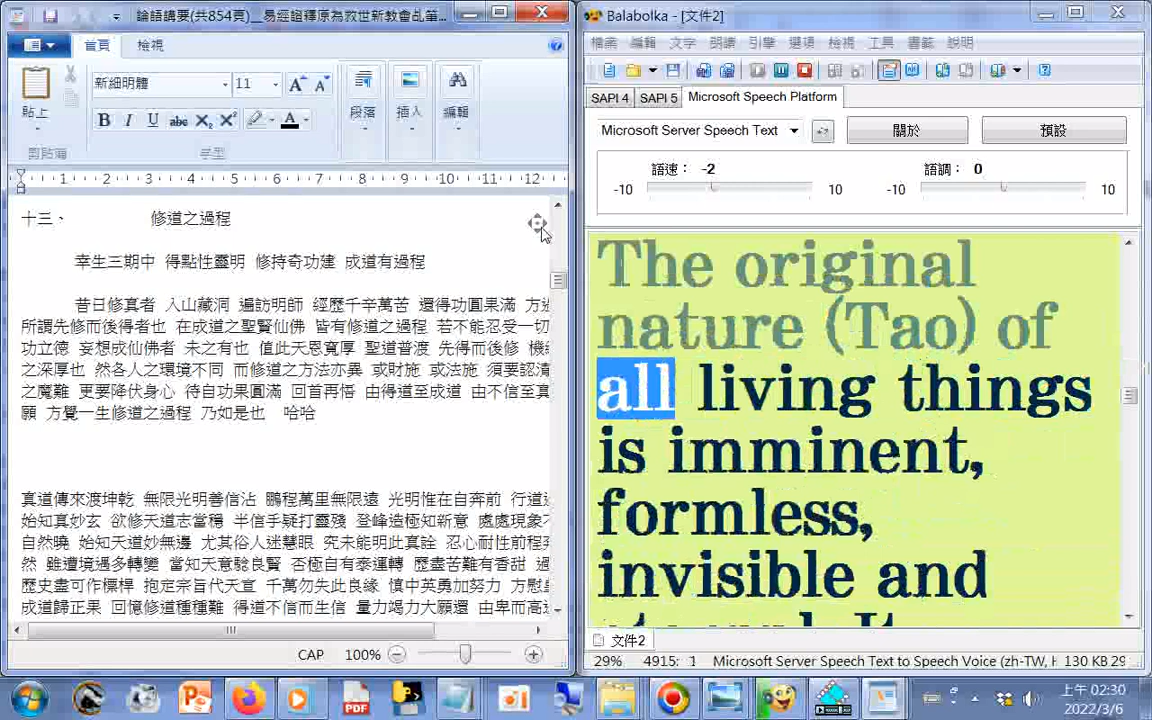 論語講要(共854頁)__易經證釋原為救世新教會乩筆...
Balabolka - [文件2]
首頁
檢視
檔案 編輯 文字 朗讀 引擎 選項 檢視 工具 書籤 說明
貼上
剪貼簿
新細明體
11
字型
段落
插入
編輯
SAPI 4
SAPI 5
Microsoft Speech Platform
Microsoft Server Speech Text
關於
預設
語速： -2
語調： 0
-10
10
-10
10
1 2 3 4 5 6 7 8 9 10 11 12
十三、 修道之過程
幸生三期中 得點性靈明 修持奇功建 成道有過程
昔日修真者 入山藏洞 遍訪明師 經歷千辛萬苦 還得功圓果滿 方
所謂先修而後得者也 在成道之聖賢仙佛 皆有修道之過程 若不能忍受一切
功立德 妄想成仙佛者 未之有也 值此天恩寬厚 聖道普渡 先得而後修 機
之深厚也 然各人之環境不同 而修道之方法亦異 或財施 或法施 須要認清
之魔難 更要降伏身心 待自功果圓滿 回首再悟 由得道至成道 由不信至真
願 方覺一生修道之過程 乃如是也 哈哈
真道傳來渡坤乾 無限光明善信沾 鵬程萬里無限遠 光明惟在自奔前 行道
始知真妙玄 欲修天道志當穩 半信乎疑打靈殘 登峰造極知新意 處處現象
自然曉 始知天道妙無邊 尤其俗人迷慧眼 究未能明此真詮 忍心耐性前程
然 雖遭境遇多轉變 當知天意駿良賢 否極自有泰運轉 歷盡苦難有香甜 過
歷史盡可作標桿 抱定宗旨代天宣 千萬勿失此良緣 慎中英勇加努力 方慰
成道歸正果 回憶修道種種難 得道不信而生信 量力竭力大願還 由卑而高
The original
nature (Tao) of
all living things
is imminent,
formless,
invisible and
eternal. It
文件2
CAP 100%
29% 4915: 1 Microsoft Server Speech Text to Speech Voice (zh-TW, H 130 KB 29
上午 02:30
2022/3/6